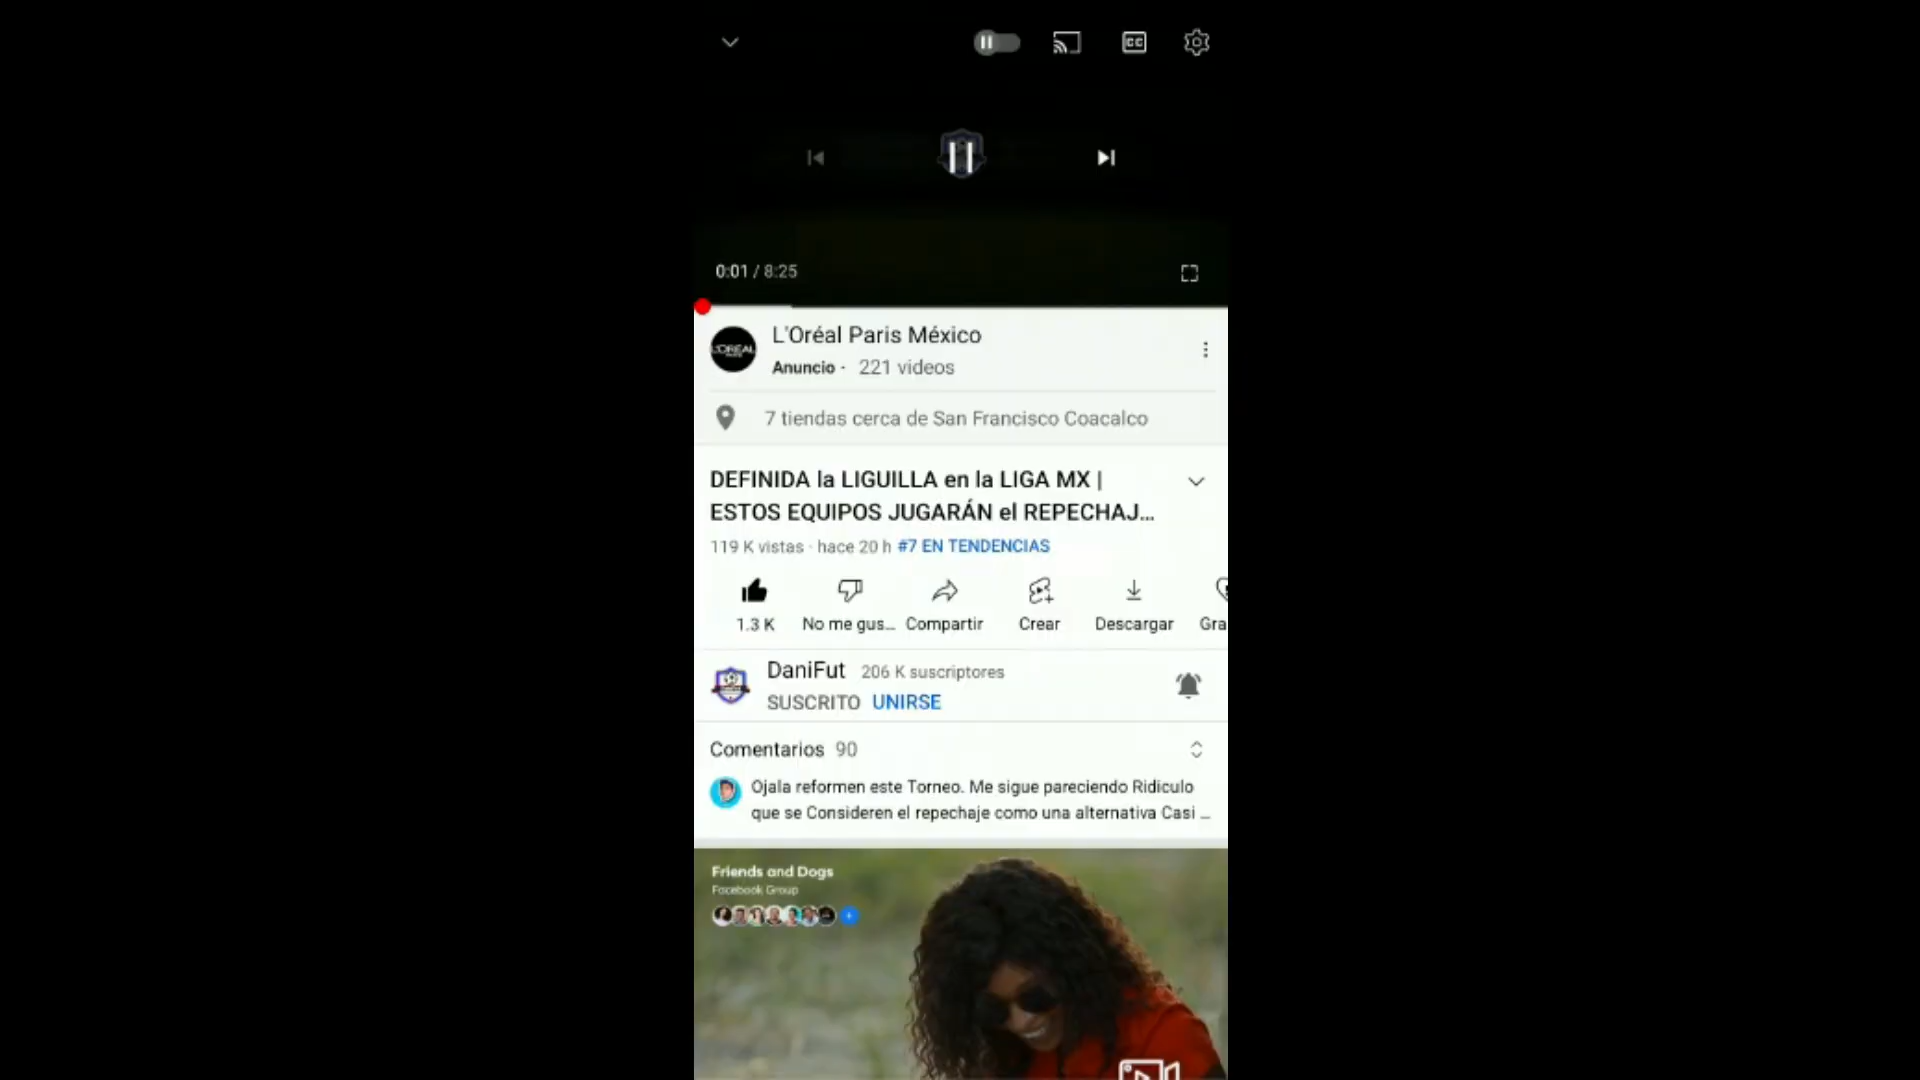 CC
0:01 / 8:25
L'Oréal Paris México
L'ORÉAL
Anuncio · 221 videos
7 tiendas cerca de San Francisco Coacalco
DEFINIDA la LIGUILLA en la LIGA MX |
ESTOS EQUIPOS JUGARÁN el REPECHAJ...
119 K vistas · hace 20 h #7 EN TENDENCIAS
1.3 K No me gus... Compartir Crear Descargar Gra
DaniFut 206 K suscriptores
SUSCRITO UNIRSE
Comentarios 90
Ojala reformen este Torneo. Me sigue pareciendo Ridiculo
que se Consideren el repechaje como una alternativa Casi ...
Friends and Dogs
Facebook Group